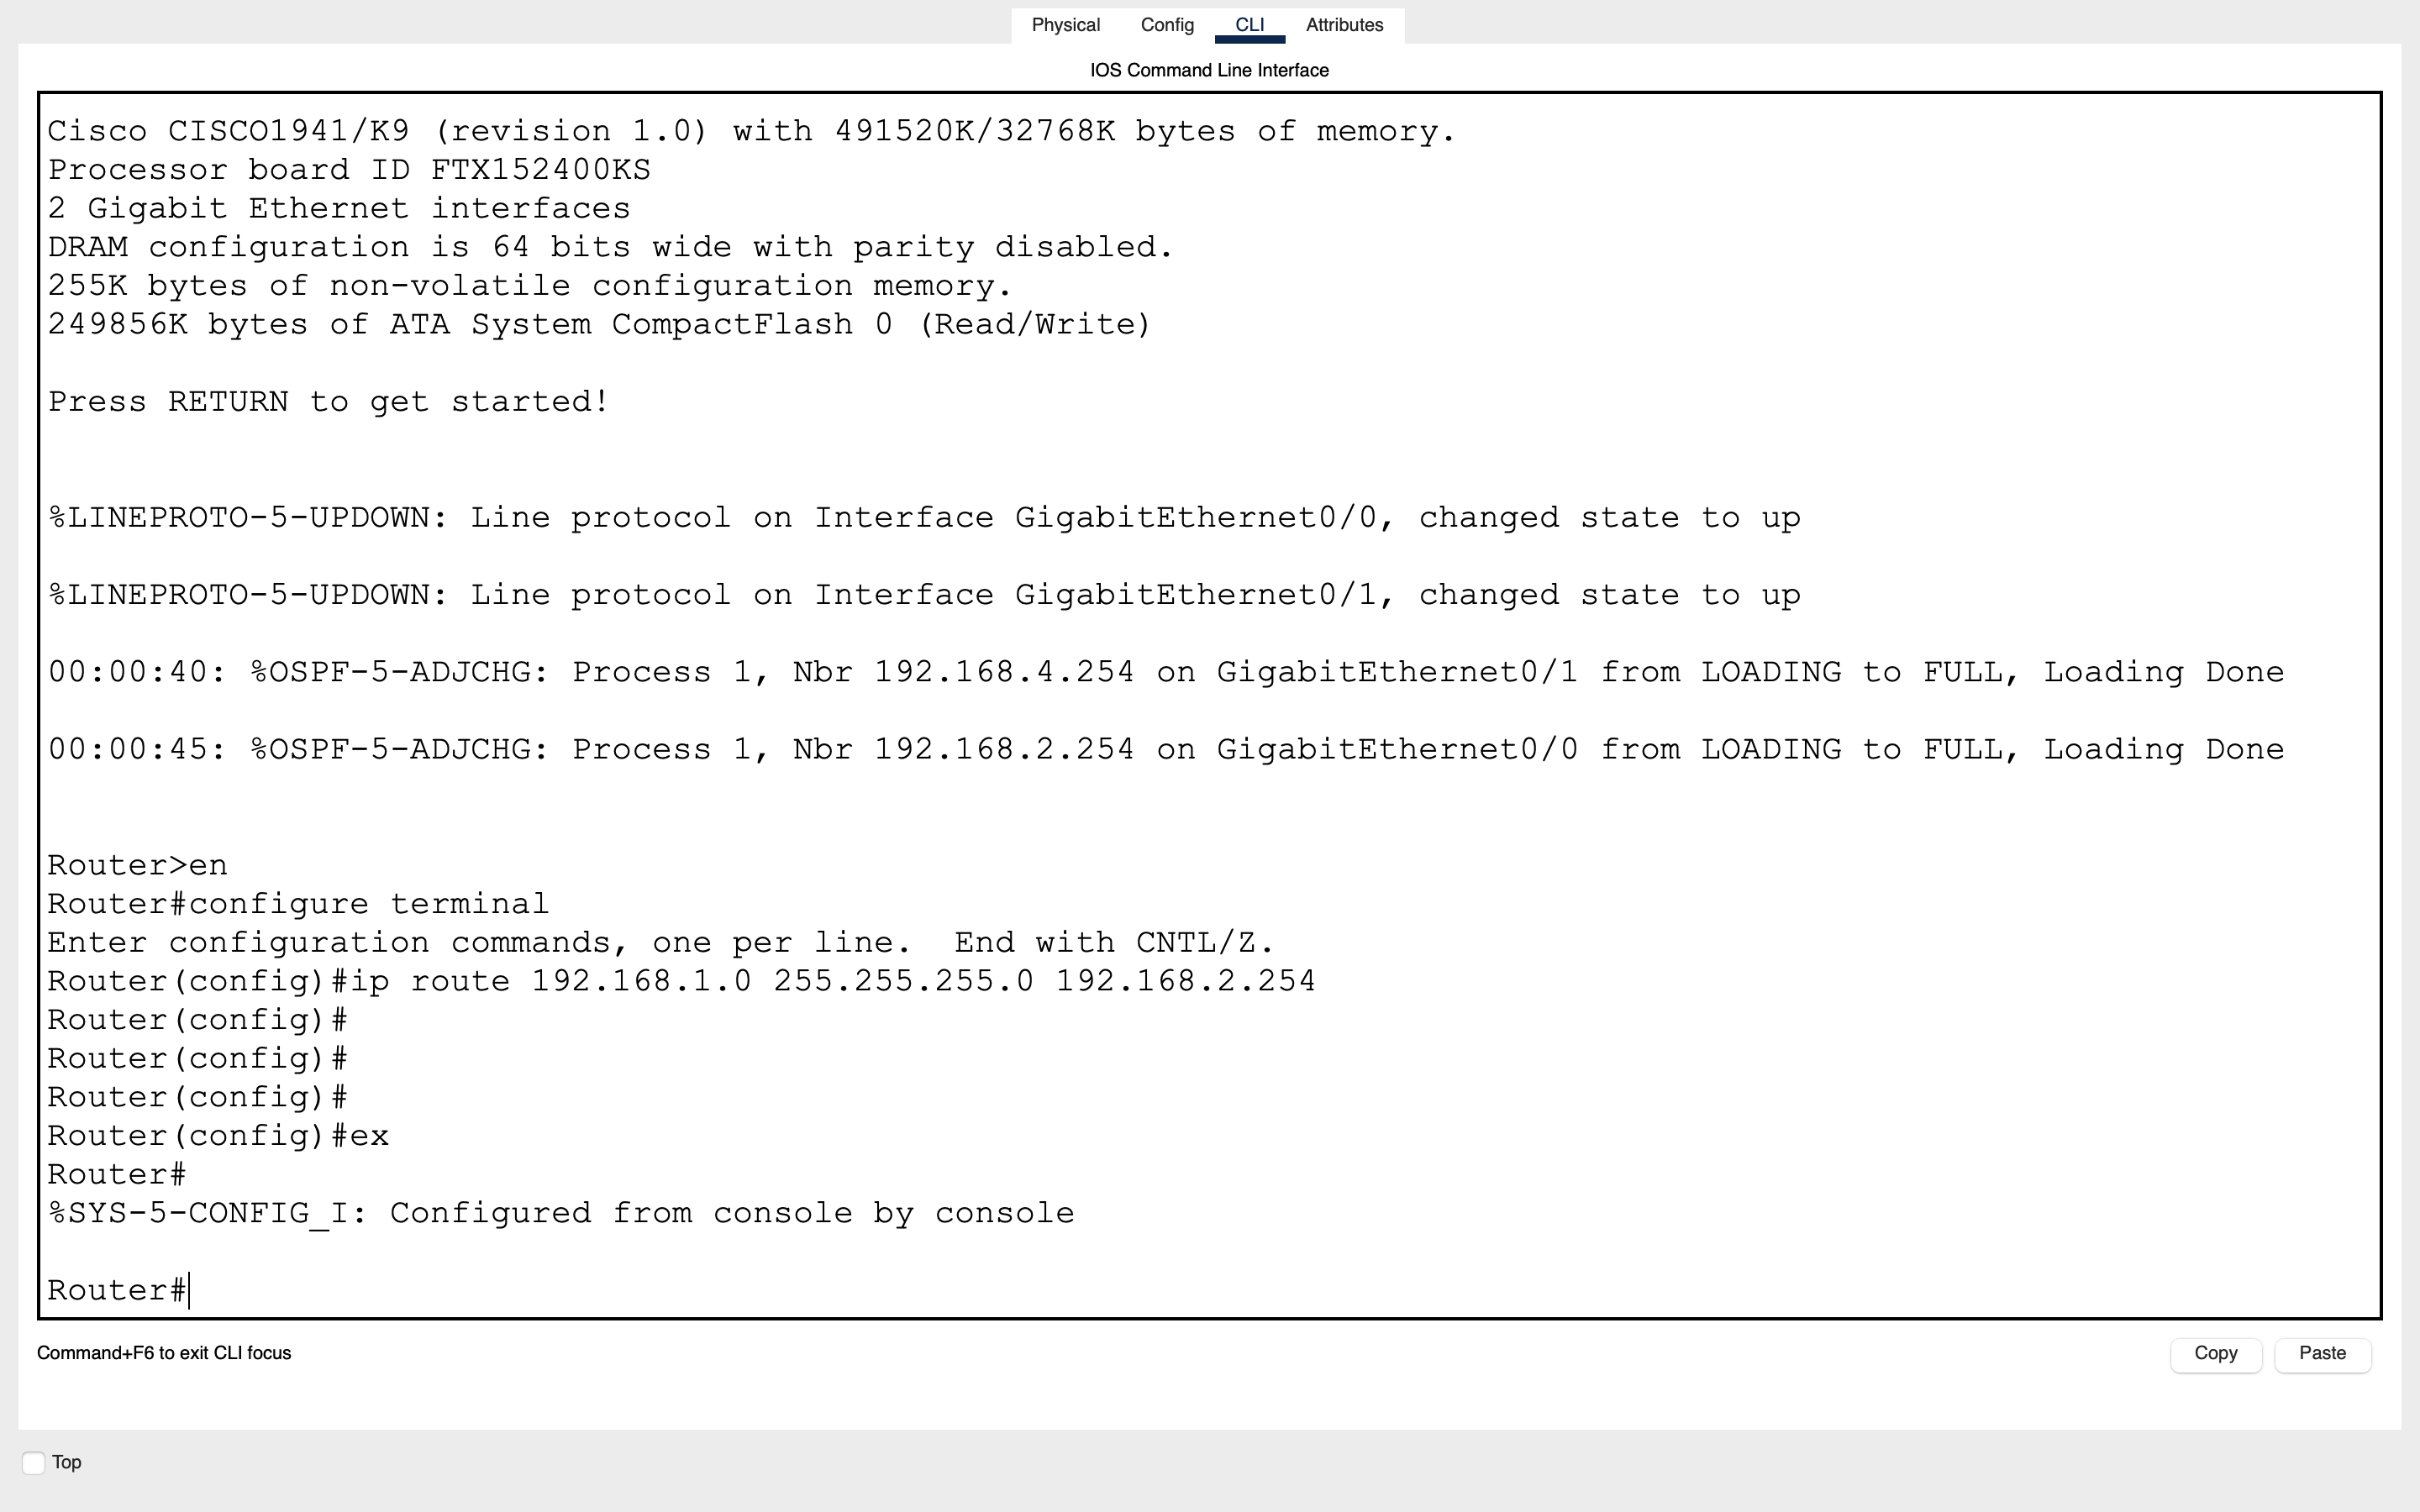 Physical Config CLI Attributes
IOS Command Line Interface
Cisco CISCO1941/K9 (revision 1.0) with 491520K/32768K bytes of memory.
Processor board ID FTX152400KS
2 Gigabit Ethernet interfaces
DRAM configuration is 64 bits wide with parity disabled.
255K bytes of non-volatile configuration memory.
249856K bytes of ATA System CompactFlash 0 (Read/Write)
Press RETURN to get started!
%LINEPROTO-5-UPDOWN: Line protocol on Interface GigabitEthernet0/0, changed state to up
%LINEPROTO-5-UPDOWN: Line protocol on Interface GigabitEthernet0/1, changed state to up
00:00:40: %OSPF-5-ADJCHG: Process 1, Nbr 192.168.4.254 on GigabitEthernet0/1 from LOADING to FULL, Loading Done
00:00:45: %OSPF-5-ADJCHG: Process 1, Nbr 192.168.2.254 on GigabitEthernet0/0 from LOADING to FULL, Loading Done
Router>en
Router#configure terminal
Enter configuration commands, one per line.  End with CNTL/Z.
Router(config)#ip route 192.168.1.0 255.255.255.0 192.168.2.254
Router(config)#
Router(config)#
Router(config)#
Router(config)#ex
Router#
%SYS-5-CONFIG_I: Configured from console by console
Router#
Command+F6 to exit CLI focus
Copy Paste
Top